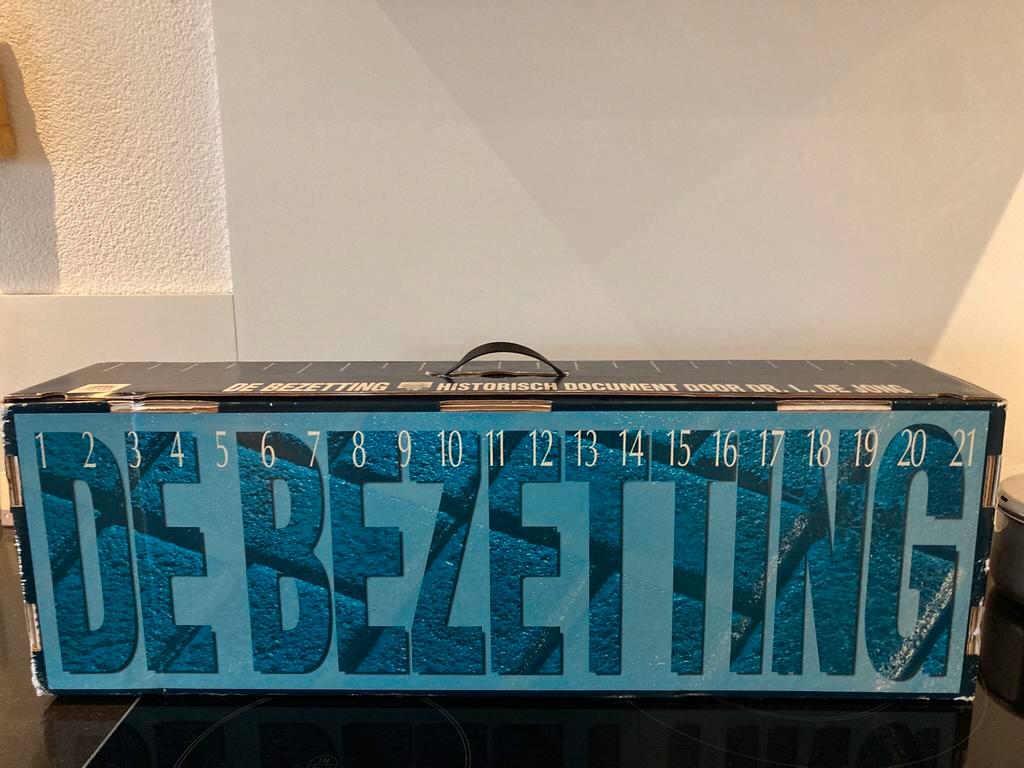 DE BEZETTING HISTORISCH DOCUMENT DOOR DR. L. DE JONG
1 2 3 4 5 6 7 8 9 10 11 12 13 14 15 16 17 18 19 20 21
DE BEZETTING